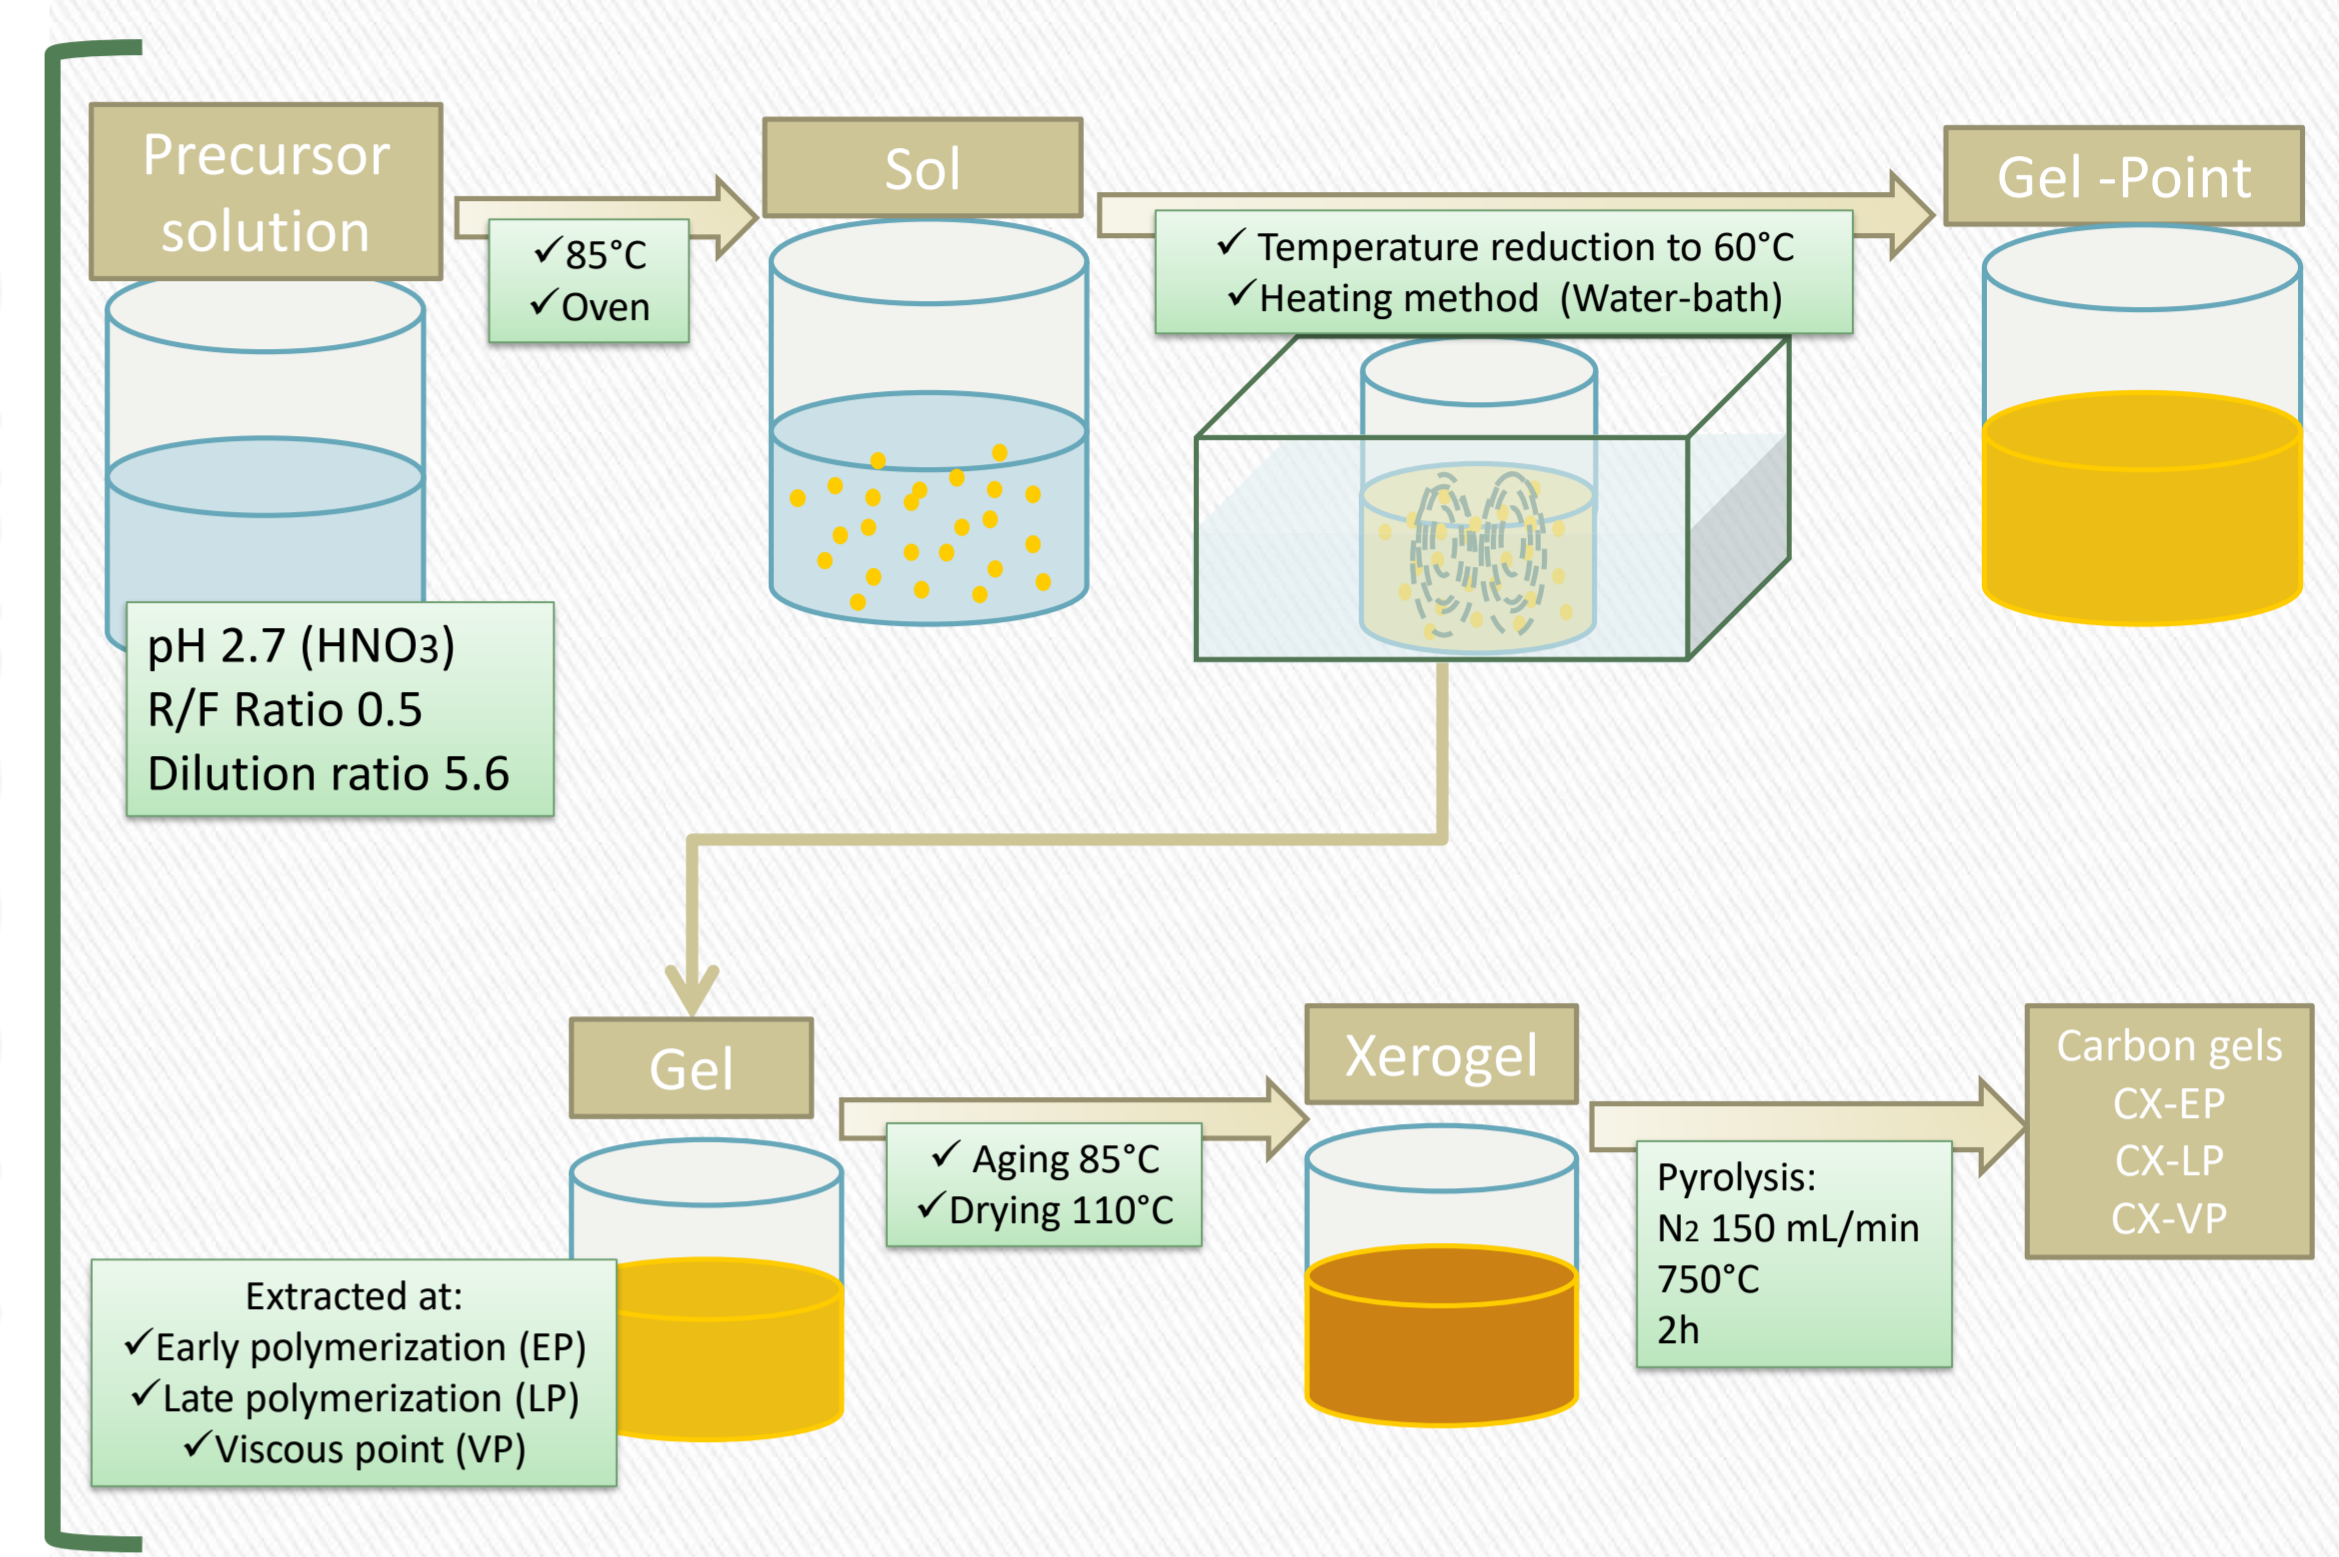 Precursor
solution
✓85°C
✓Oven
Sol
✓ Temperature reduction to 60°C
✓Heating method (Water-bath)
Gel -Point
pH 2.7 (HNO3)
R/F Ratio 0.5
Dilution ratio 5.6
Gel
Extracted at:
✓Early polymerization (EP)
✓Late polymerization (LP)
✓Viscous point (VP)
✓ Aging 85°C
✓Drying 110°C
Xerogel
Pyrolysis:
N2 150 mL/min
750°C
2h
Carbon gels
CX-EP
CX-LP
CX-VP